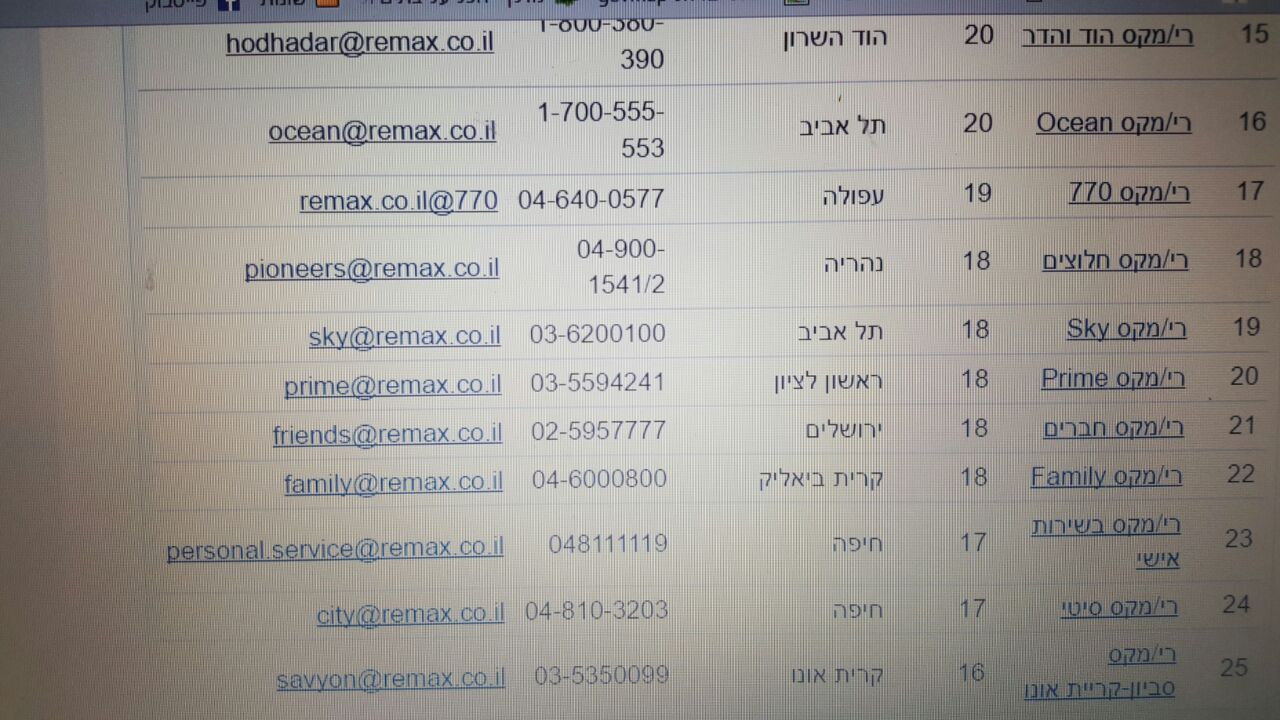 15 רי/מקס הוד והדר 20 הוד השרון 1-800-380- hodhadar@remax.co.il
390
16 רי/מקס Ocean 20 תל אביב 1-700-555- ocean@remax.co.il
553
17 רי/מקס 770 19 עפולה 04-640-0577 remax.co.il@770
18 רי/מקס חלוצים 18 נהריה 04-900- pioneers@remax.co.il
1541/2
19 רי/מקס Sky 18 תל אביב 03-6200100 sky@remax.co.il
20 רי/מקס Prime 18 ראשון לציון 03-5594241 prime@remax.co.il
21 רי/מקס חברים 18 ירושלים 02-5957777 friends@remax.co.il
22 רי/מקס Family 18 קרית ביאליק 04-6000800 family@remax.co.il
23 רי/מקס בשירות 17 חיפה 048111119 personal.service@remax.co.il
אישי
24 רי/מקס סיטי 17 חיפה 04-810-3203 city@remax.co.il
25 רי/מקס 16 קרית אונו 03-5350099 savyon@remax.co.il
סביון-קריית אונו